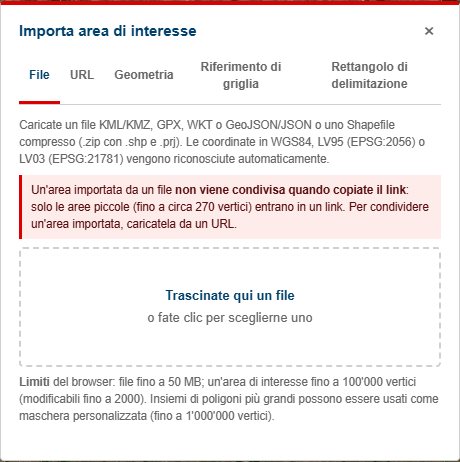 Importa area di interesse
×
File
URL
Geometria
Riferimento di
griglia
Rettangolo di
delimitazione
Caricate un file KML/KMZ, GPX, WKT o GeoJSON/JSON o uno Shapefile
compresso (.zip con .shp e .prj). Le coordinate in WGS84, LV95 (EPSG:2056) o
LV03 (EPSG:21781) vengono riconosciute automaticamente.
Un'area importata da un file non viene condivisa quando copiate il link:
solo le aree piccole (fino a circa 270 vertici) entrano in un link. Per condividere
un'area importata, caricatela da un URL.
Trascinate qui un file
o fate clic per sceglierne uno
Limiti del browser: file fino a 50 MB; un'area di interesse fino a 100'000 vertici
(modificabili fino a 2000). Insiemi di poligoni più grandi possono essere usati come
maschera personalizzata (fino a 1'000'000 vertici).